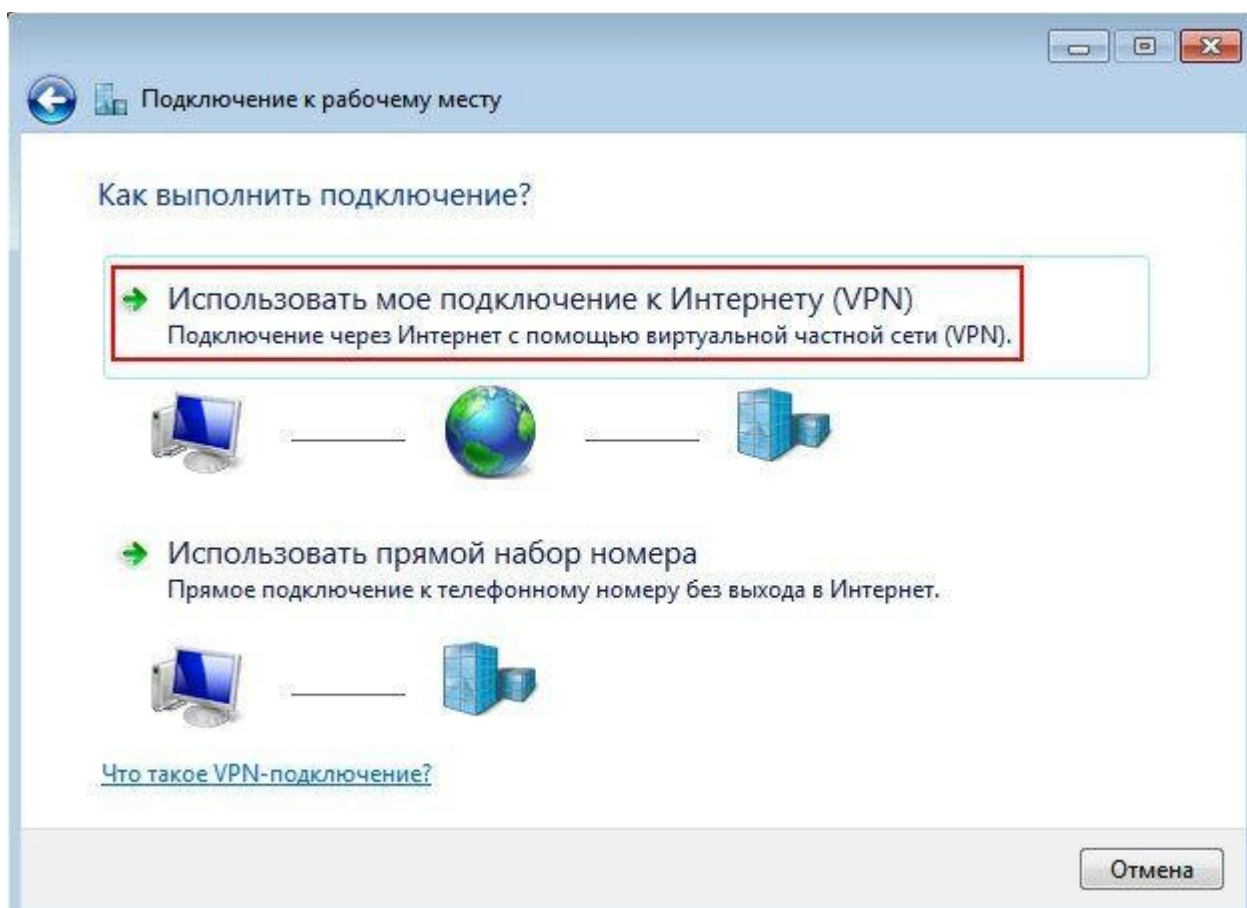 Подключение к рабочему месту
Как выполнить подключение?
Использовать мое подключение к Интернету (VPN)
Подключение через Интернет с помощью виртуальной частной сети (VPN).
Использовать прямой набор номера
Прямое подключение к телефонному номеру без выхода в Интернет.
Что такое VPN-подключение?
Отмена